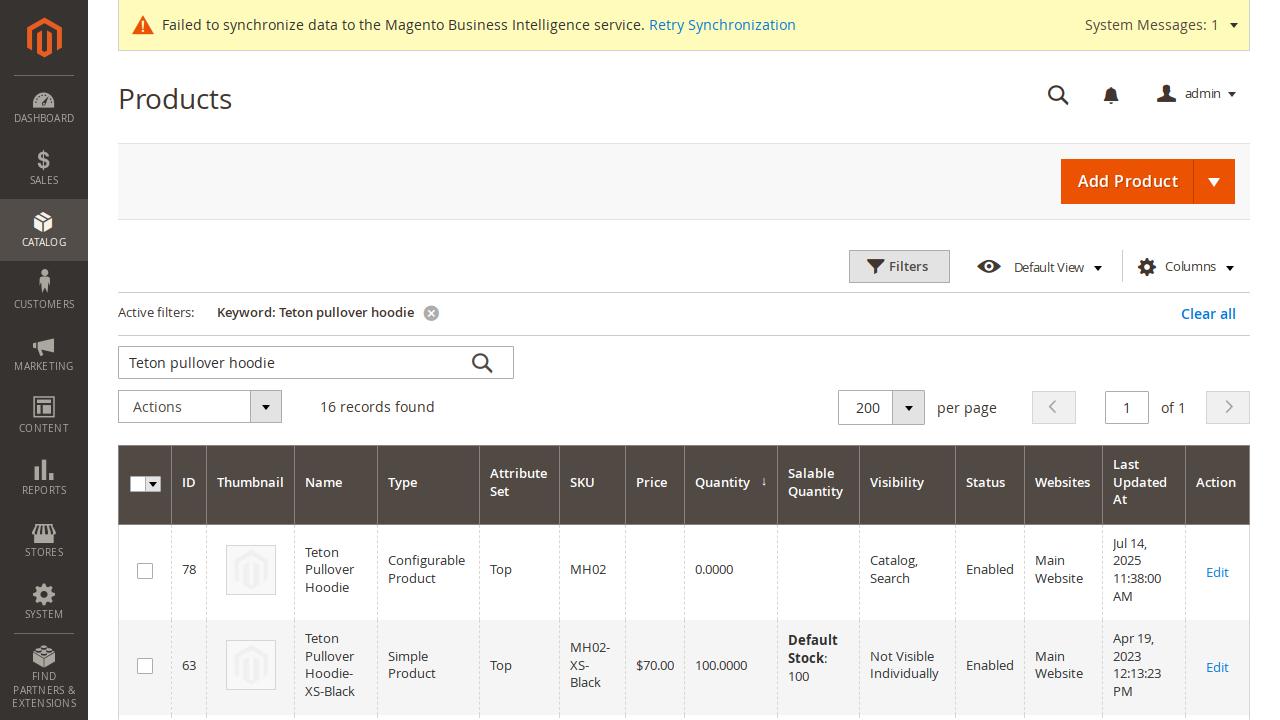 Failed to synchronize data to the Magento Business Intelligence service. Retry Synchronization
System Messages: 1
Products
admin
Add Product
Filters
Default View
Columns
Active filters:
Keyword: Teton pullover hoodie
Clear all
Teton pullover hoodie
Actions
16 records found
200
per page
1
of 1
DASHBOARD
SALES
CATALOG
CUSTOMERS
MARKETING
CONTENT
REPORTS
STORES
SYSTEM
FIND
PARTNERS &
EXTENSIONS
ID
Thumbnail
Name
Type
Attribute
Set
SKU
Price
Quantity ↓
Salable
Quantity
Visibility
Status
Websites
Last
Updated
At
Action
78
Teton
Pullover
Hoodie
Configurable
Product
Top
MH02
0.0000
Catalog,
Search
Enabled
Main
Website
Jul 14,
2025
11:38:00
AM
Edit
63
Teton
Pullover
Hoodie-
XS-Black
Simple
Product
Top
MH02-
XS-
Black
$70.00
100.0000
Default
Stock:
100
Not Visible
Individually
Enabled
Main
Website
Apr 19,
2023
12:13:23
PM
Edit